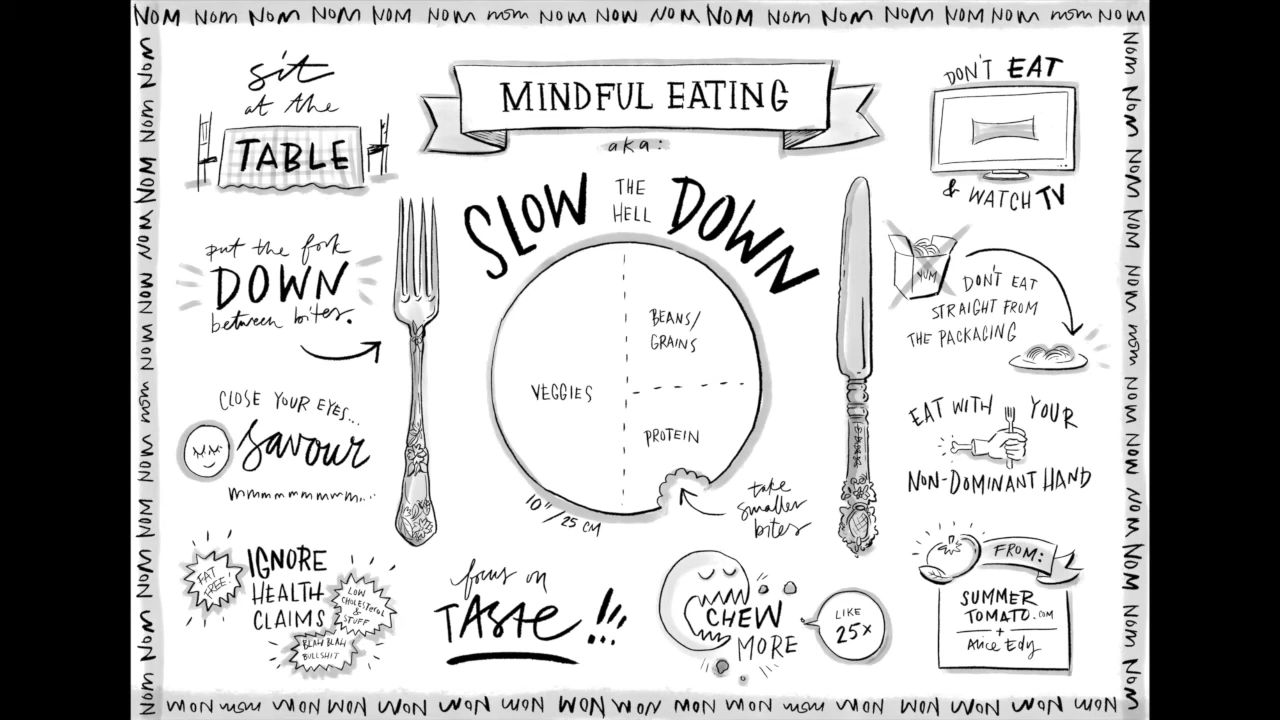 NOM NOM NOM NOM NOM NOM nom NOM NOM NOM NOM NOM NOM NOM NOM NOM NOM nom NOM
sit
at the
TABLE
MINDFUL EATING
aka:
SLOW THE HELL DOWN
DON'T EAT
& WATCH TV
put the fork
DOWN
between bites.
BEANS/
GRAINS
VEGGIES
PROTEIN
10"/25 CM
take
smaller
bites
YUM
DON'T EAT
STRAIGHT FROM
THE PACKAGING
CLOSE YOUR EYES...
savour
mmmmmmmmm...
EAT WITH YOUR
NON-DOMINANT HAND
FAT
FREE!
IGNORE
HEALTH
CLAIMS
LOW
CHOLESTEROL
&
STUFF
BLAH BLAH
BULLSHIT
focus on
TASTE!!!
CHEW
MORE
LIKE
25x
FROM:
SUMMER
TOMATO.COM
+
Alice Edy
NOM nom NOM NOM NOM NOM NOM NOM NOM NOM NOM nom NOM NOM NOM NOM NOM